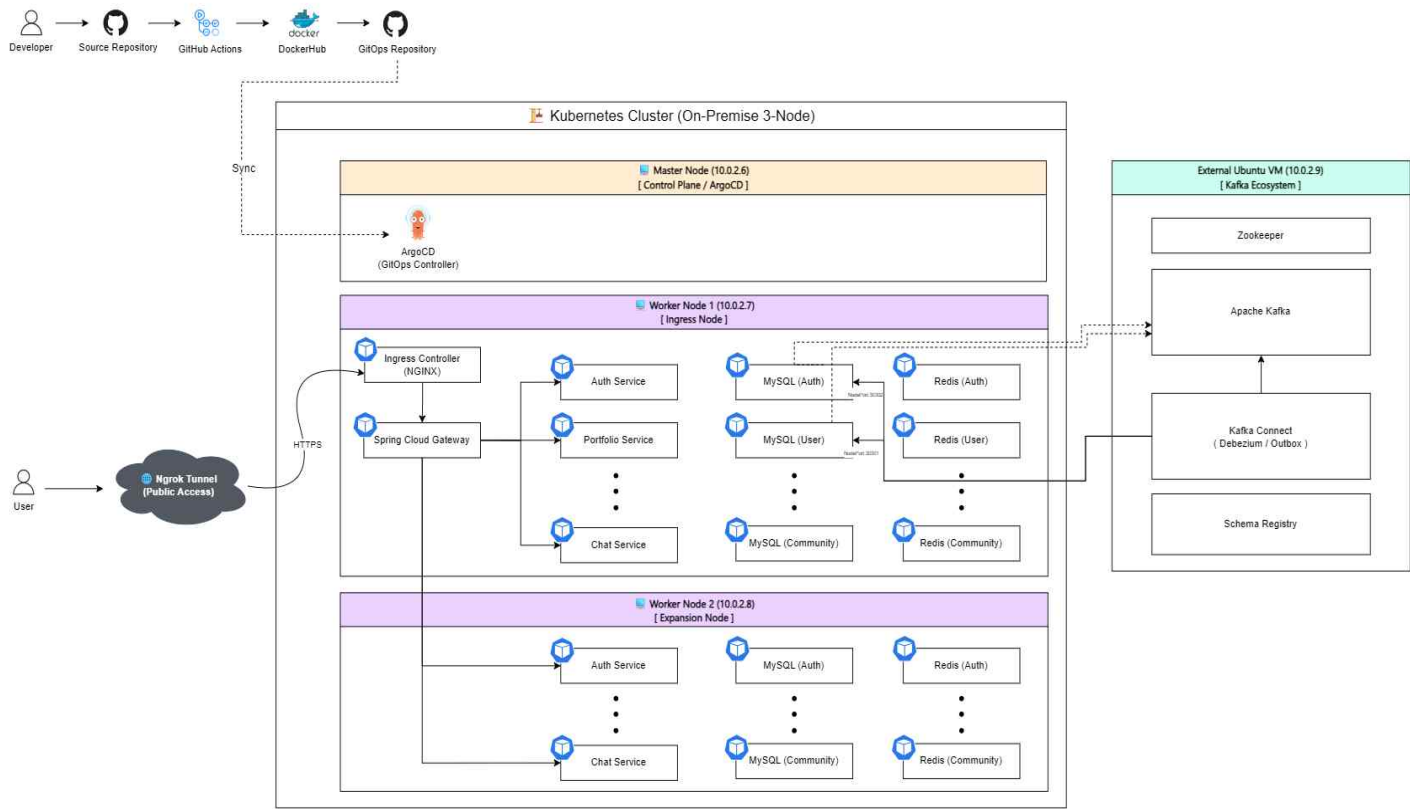 Developer
Source Repository
GitHub Actions
docker
DockerHub
GitOps Repository
Kubernetes Cluster (On-Premise 3-Node)
Sync
Master Node (10.0.2.6)
[ Control Plane / ArgoCD ]
ArgoCD
(GitOps Controller)
External Ubuntu VM (10.0.2.9)
[ Kafka Ecosystem ]
Zookeeper
Apache Kafka
Kafka Connect
( Debezium / Outbox )
Schema Registry
Worker Node 1 (10.0.2.7)
[ Ingress Node ]
Ingress Controller
(NGINX)
Auth Service
MySQL (Auth)
Redis (Auth)
Spring Cloud Gateway
Portfolio Service
MySQL (User)
Redis (User)
HTTPS
Chat Service
MySQL (Community)
Redis (Community)
User
Ngrok Tunnel
(Public Access)
Worker Node 2 (10.0.2.8)
[ Expansion Node ]
Auth Service
MySQL (Auth)
Redis (Auth)
Chat Service
MySQL (Community)
Redis (Community)